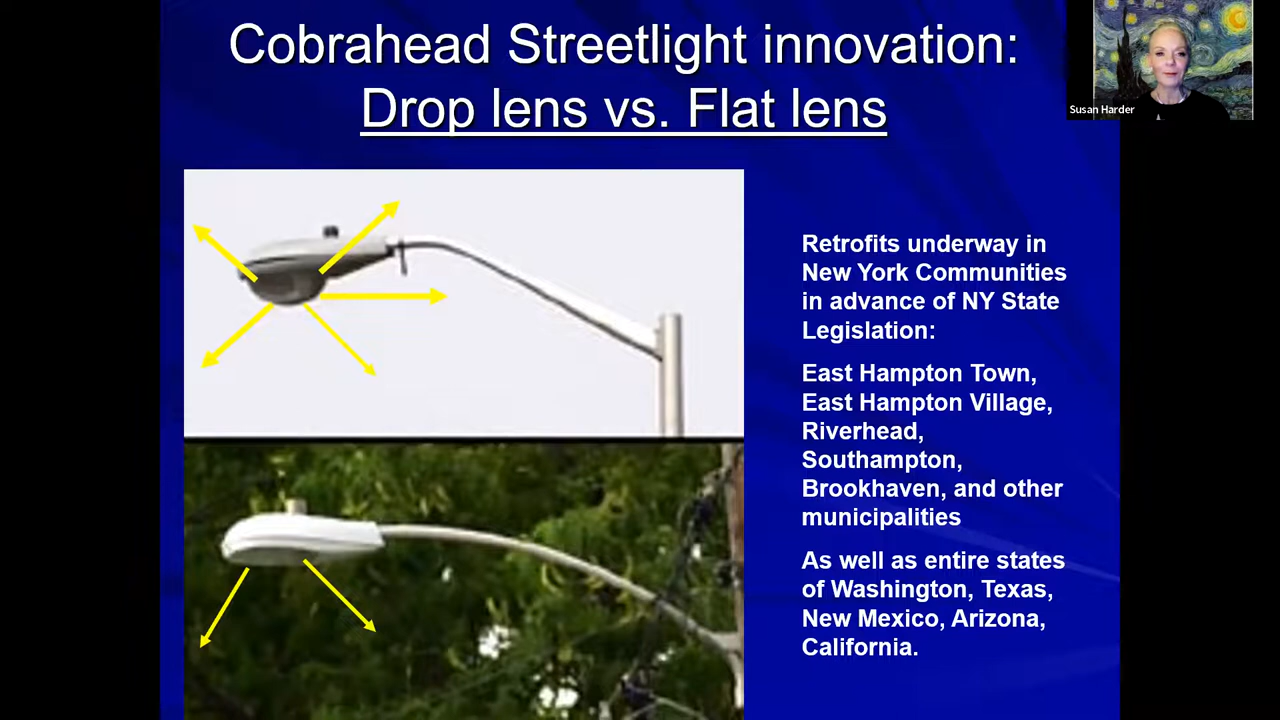 Cobrahead Streetlight innovation:
Drop lens vs. Flat lens
Susan Harder
Retrofits underway in
New York Communities
in advance of NY State
Legislation:
East Hampton Town,
East Hampton Village,
Riverhead,
Southampton,
Brookhaven, and other
municipalities
As well as entire states
of Washington, Texas,
New Mexico, Arizona,
California.